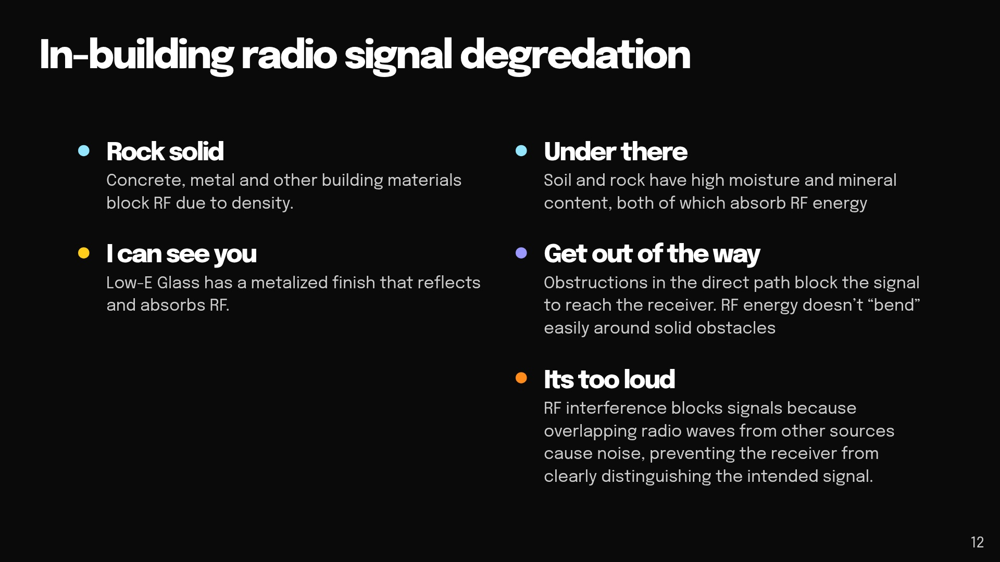 In-building radio signal degredation
Rock solid
Concrete, metal and other building materials
block RF due to density.
I can see you
Low-E Glass has a metalized finish that reflects
and absorbs RF.
Under there
Soil and rock have high moisture and mineral
content, both of which absorb RF energy
Get out of the way
Obstructions in the direct path block the signal
to reach the receiver. RF energy doesn’t “bend”
easily around solid obstacles
Its too loud
RF interference blocks signals because
overlapping radio waves from other sources
cause noise, preventing the receiver from
clearly distinguishing the intended signal.
12